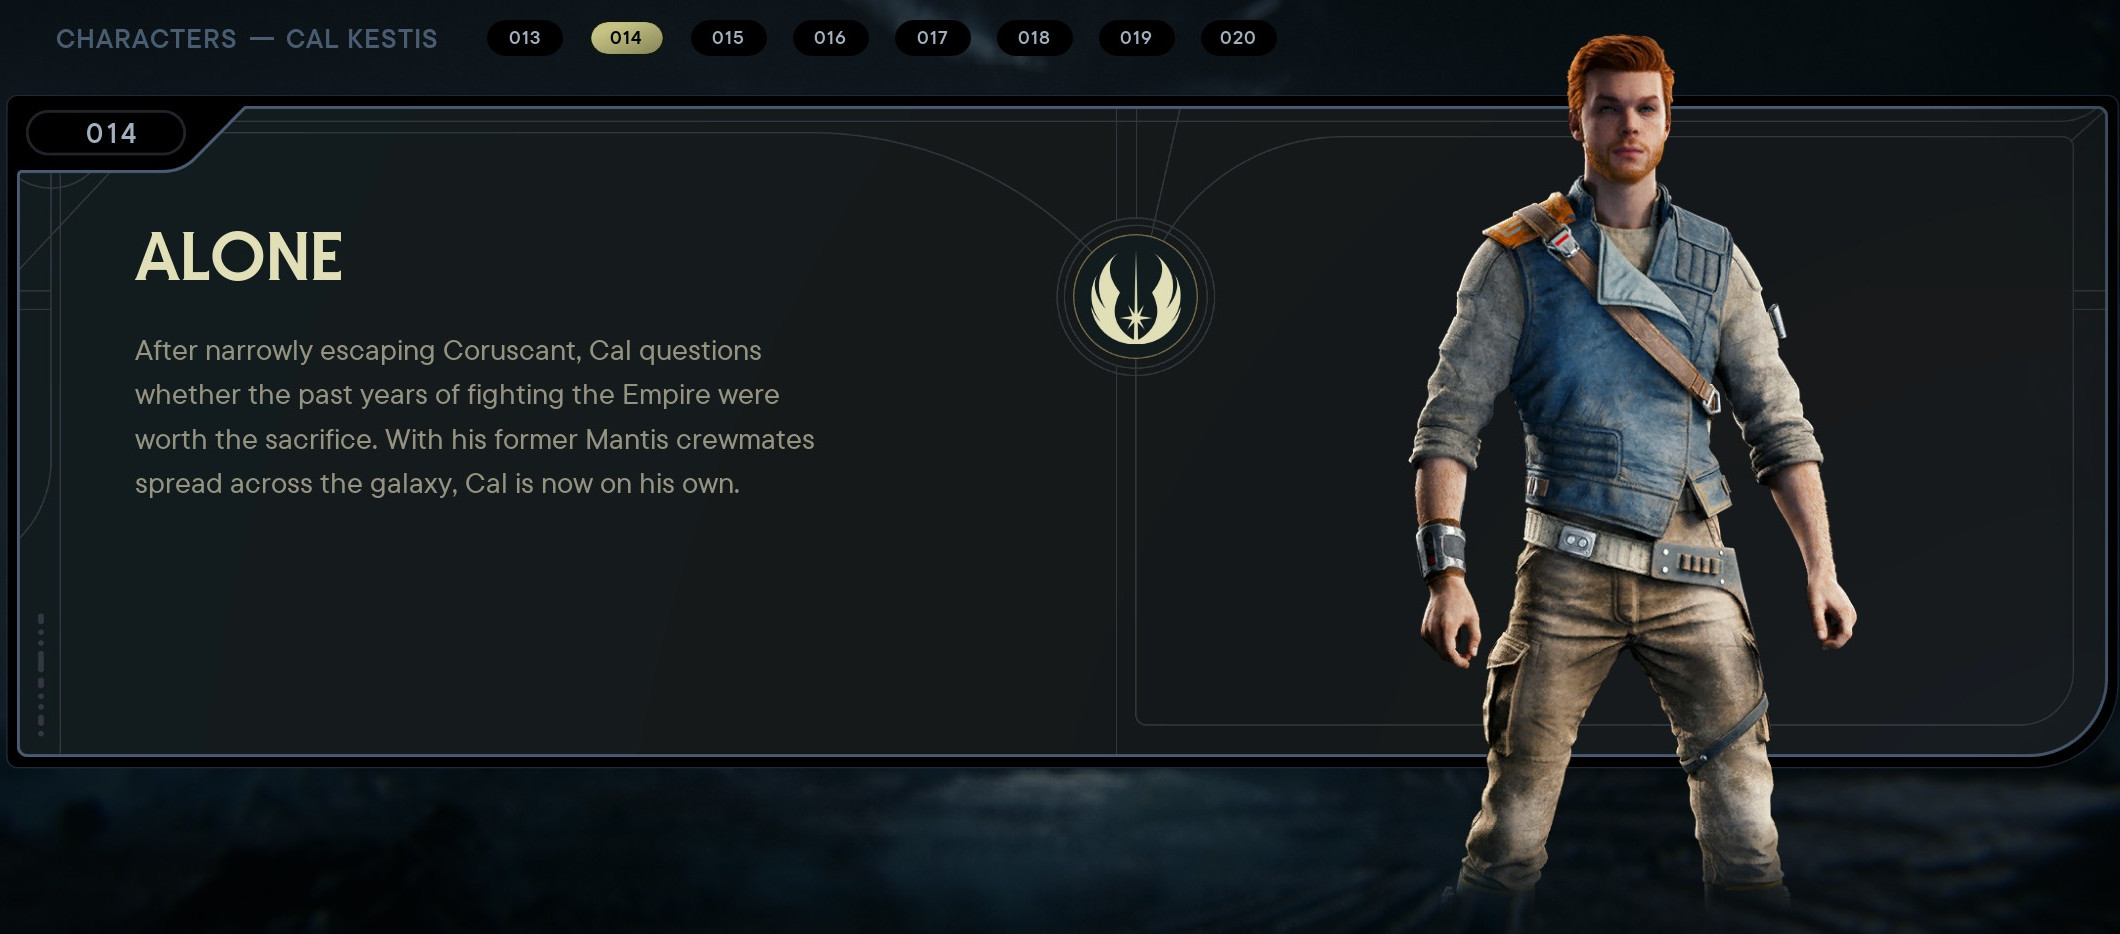 CHARACTERS — CAL KESTIS 013 014 015 016 017 018 019 020
014
ALONE
After narrowly escaping Coruscant, Cal questions
whether the past years of fighting the Empire were
worth the sacrifice. With his former Mantis crewmates
spread across the galaxy, Cal is now on his own.